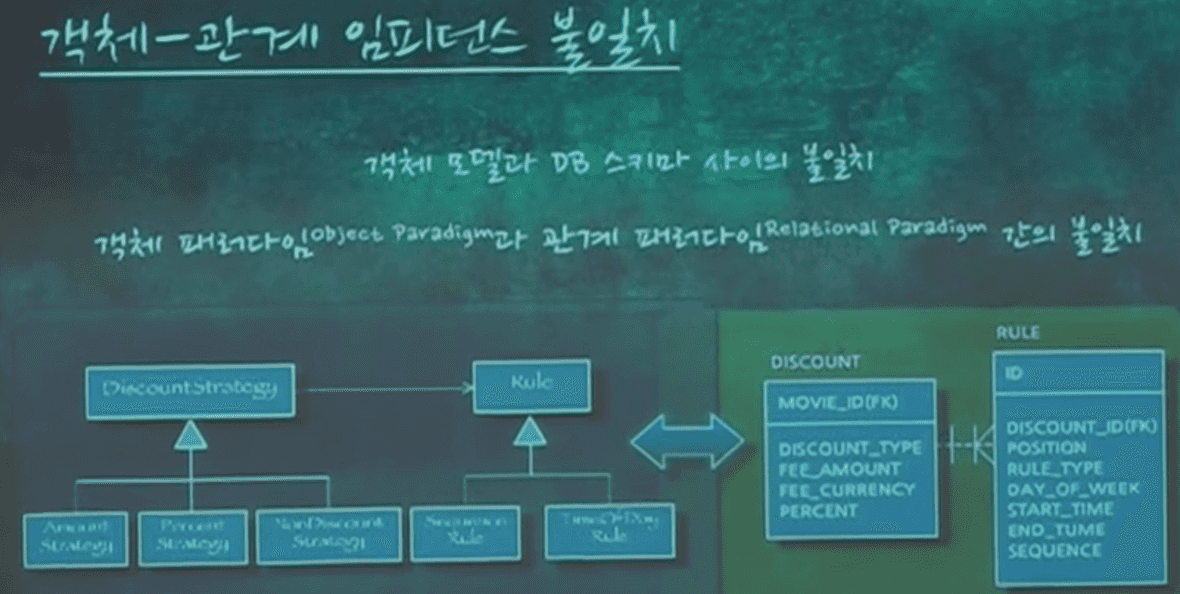 객체-관계 임피던스 불일치
객체 모델과 DB 스키마 사이의 불일치
객체 패러다임Object Paradigm과 관계 패러다임Relational Paradigm 간의 불일치
DiscountStrategy
Rule
Amount
Strategy
Percent
Strategy
NonDiscount
Strategy
Sequence
Rule
TimeOfDay
Rule
DISCOUNT
MOVIE_ID(FK)
DISCOUNT_TYPE
FEE_AMOUNT
FEE_CURRENCY
PERCENT
RULE
ID
DISCOUNT_ID(FK)
POSITION
RULE_TYPE
DAY_OF_WEEK
START_TIME
END_TUME
SEQUENCE